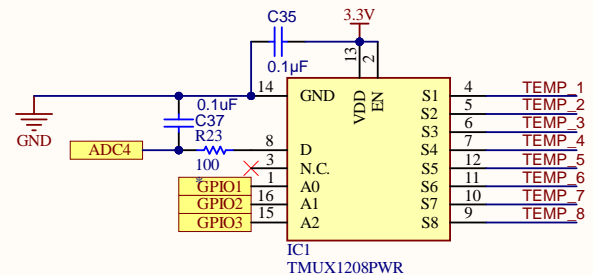 C35
3.3V
0.1µF
13
2
14
GND
VDD
EN
S1
4
TEMP_1
S2
5
TEMP_2
S3
6
TEMP_3
S4
7
TEMP_4
S5
12
TEMP_5
S6
11
TEMP_6
S7
10
TEMP_7
S8
9
TEMP_8
GND
0.1uF
C37
R23
100
ADC4
8
D
3
N.C.
*
GPIO1
1
A0
GPIO2
16
A1
GPIO3
15
A2
IC1
TMUX1208PWR